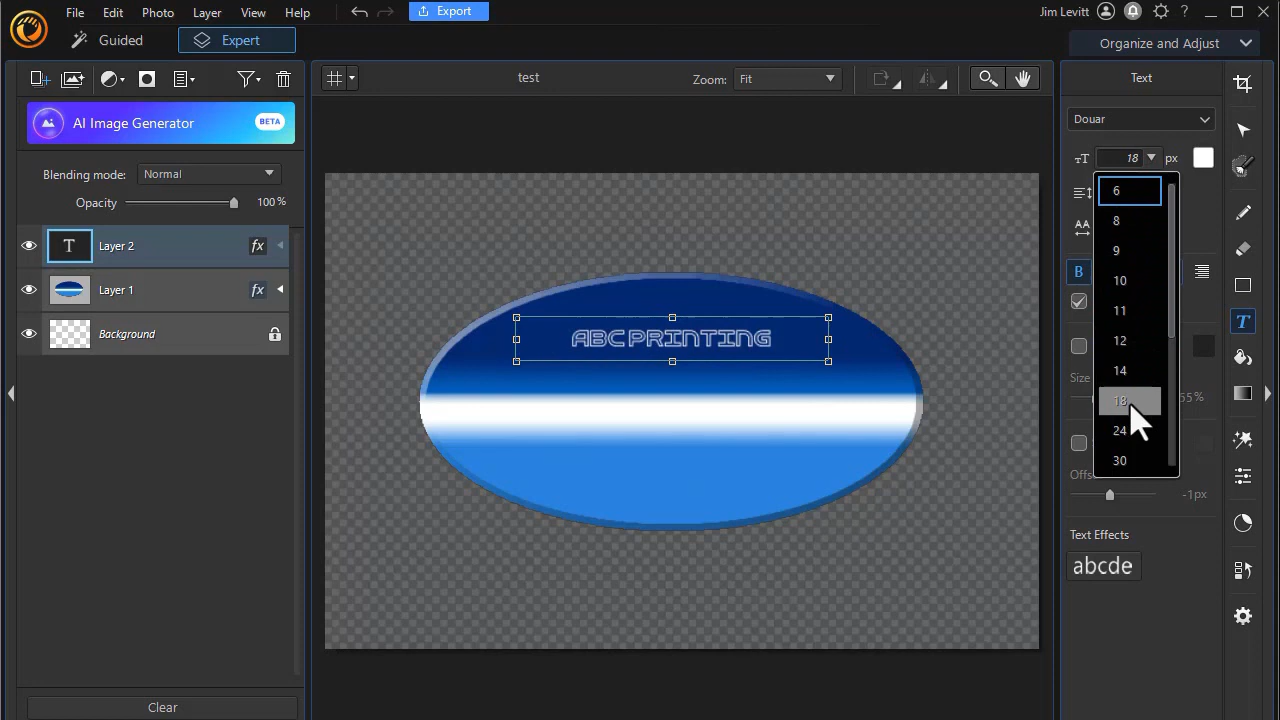 File Edit Photo Layer View Help Export Jim Levitt ?
Guided Expert Organize and Adjust
test Zoom: Fit Text
AI Image Generator BETA
Douar
Blending mode: Normal
Opacity 100%
18 px
6
8
9
10
11
12
14
18
24
30
AA
B
T Layer 2 fx
Layer 1 fx
Background
ABC PRINTING
Size 55%
Offs
-1px
Text Effects
abcde
T
Clear